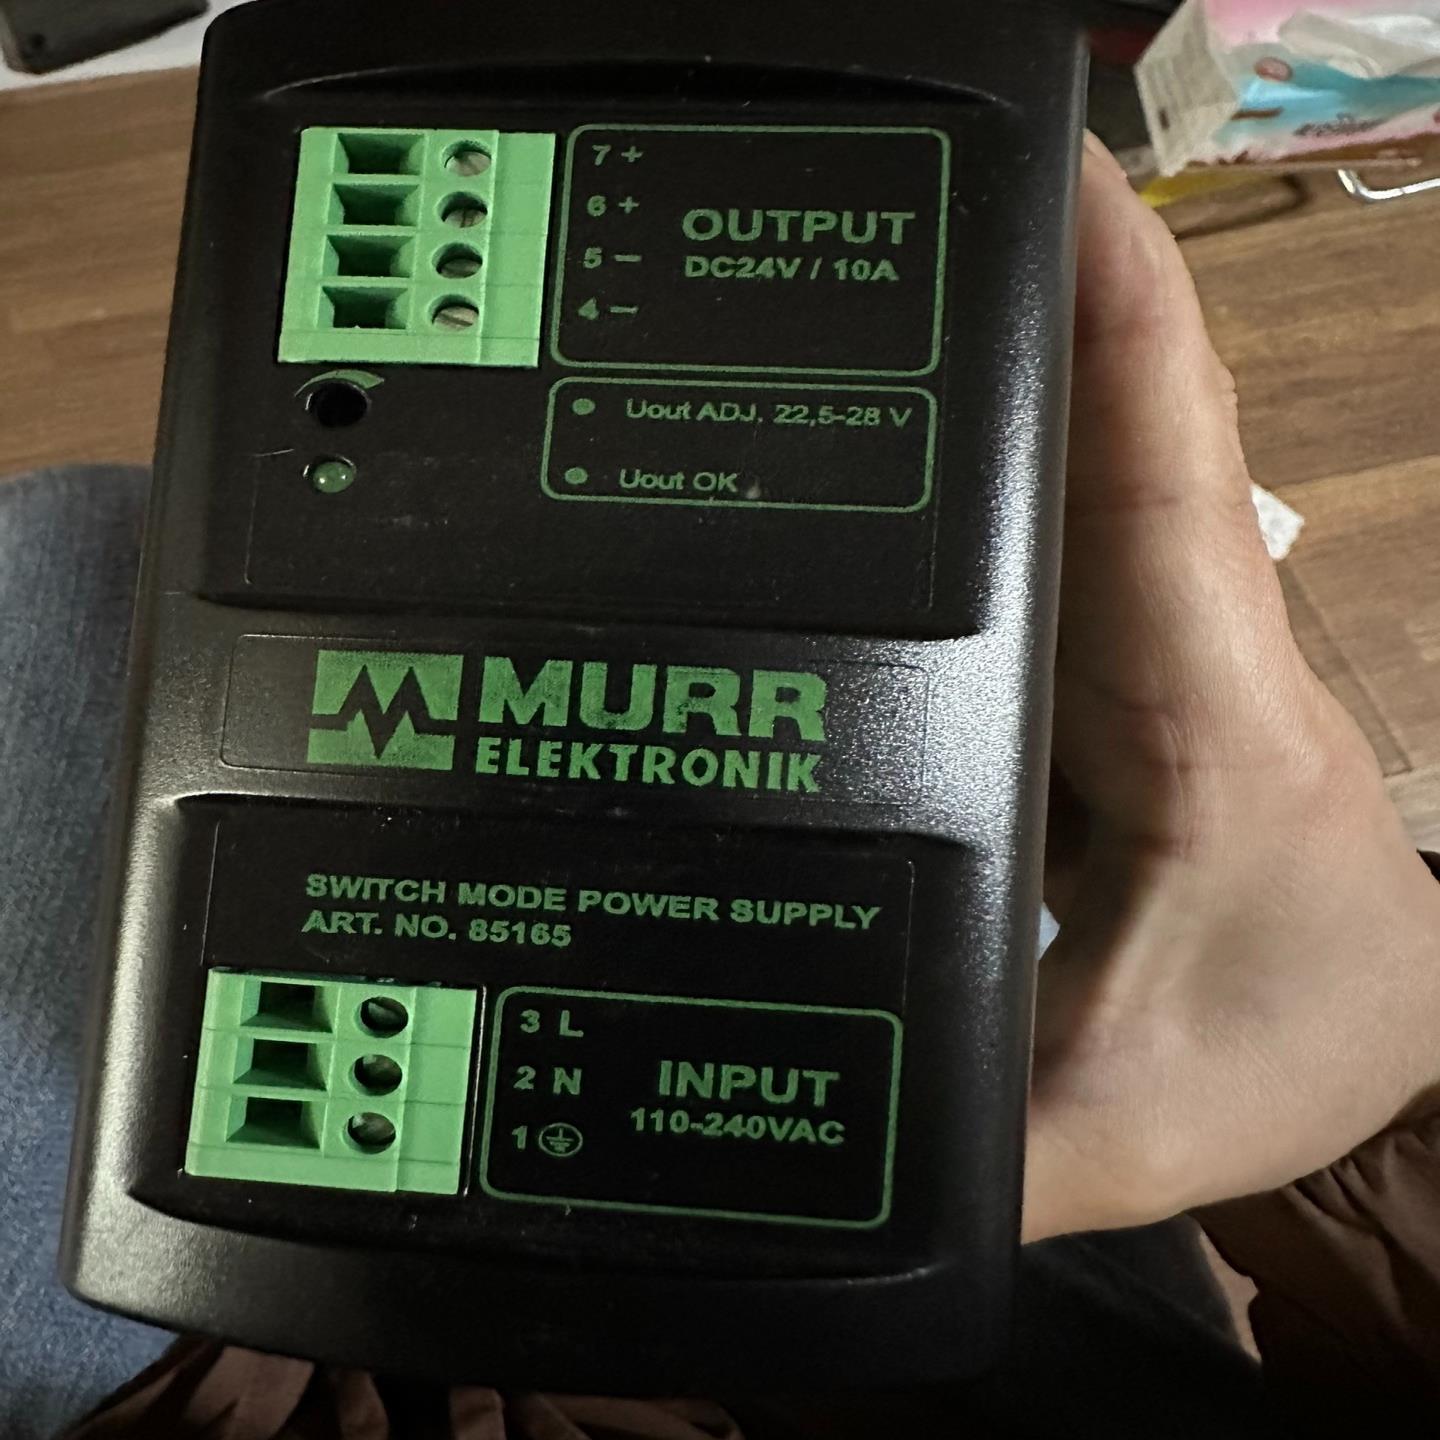 7 +
6 +
5 −
4 −
OUTPUT
DC24V / 10A
Uout ADJ. 22,5-28 V
Uout OK
MURR
ELEKTRONIK
SWITCH MODE POWER SUPPLY
ART. NO. 85165
3 L
2 N
1
INPUT
110-240VAC